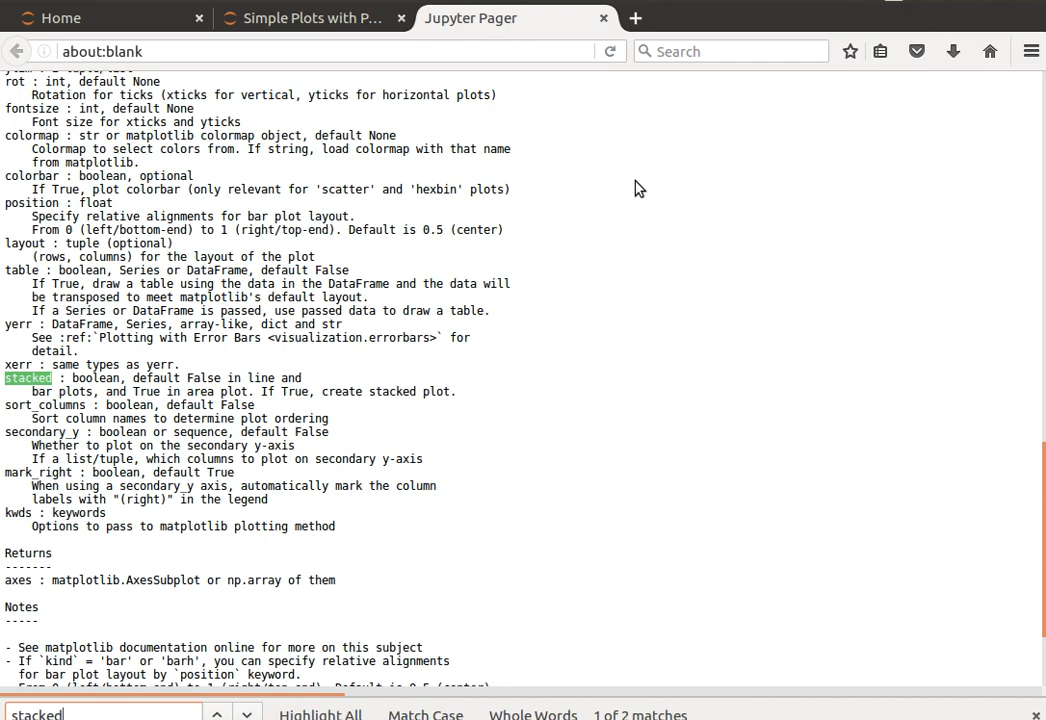 Home
Simple Plots with P...
Jupyter Pager
about:blank
Search
rot : int, default None
Rotation for ticks (xticks for vertical, yticks for horizontal plots)
fontsize : int, default None
Font size for xticks and yticks
colormap : str or matplotlib colormap object, default None
Colormap to select colors from. If string, load colormap with that name
from matplotlib.
colorbar : boolean, optional
If True, plot colorbar (only relevant for 'scatter' and 'hexbin' plots)
position : float
Specify relative alignments for bar plot layout.
From 0 (left/bottom-end) to 1 (right/top-end). Default is 0.5 (center)
layout : tuple (optional)
(rows, columns) for the layout of the plot
table : boolean, Series or DataFrame, default False
If True, draw a table using the data in the DataFrame and the data will
be transposed to meet matplotlib's default layout.
If a Series or DataFrame is passed, use passed data to draw a table.
yerr : DataFrame, Series, array-like, dict and str
See :ref:`Plotting with Error Bars <visualization.errorbars>` for
detail.
xerr : same types as yerr.
stacked : boolean, default False in line and
bar plots, and True in area plot. If True, create stacked plot.
sort_columns : boolean, default False
Sort column names to determine plot ordering
secondary_y : boolean or sequence, default False
Whether to plot on the secondary y-axis
If a list/tuple, which columns to plot on secondary y-axis
mark_right : boolean, default True
When using a secondary_y axis, automatically mark the column
labels with "(right)" in the legend
kwds : keywords
Options to pass to matplotlib plotting method
Returns
-------
axes : matplotlib.AxesSubplot or np.array of them
Notes
-----
- See matplotlib documentation online for more on this subject
- If `kind` = 'bar' or 'barh', you can specify relative alignments
for bar plot layout by `position` keyword.
From 0 (left/bottom-end) to 1 (right/top-end). Default is 0.5 (center)
stacked
Highlight All
Match Case
Whole Words
1 of 2 matches